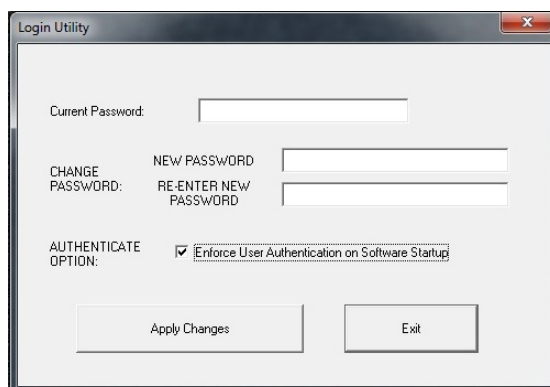 Login Utility
Current Password:
CHANGE
PASSWORD:
NEW PASSWORD
RE-ENTER NEW
PASSWORD
AUTHENTICATE
OPTION:
Enforce User Authentication on Software Startup
Apply Changes
Exit